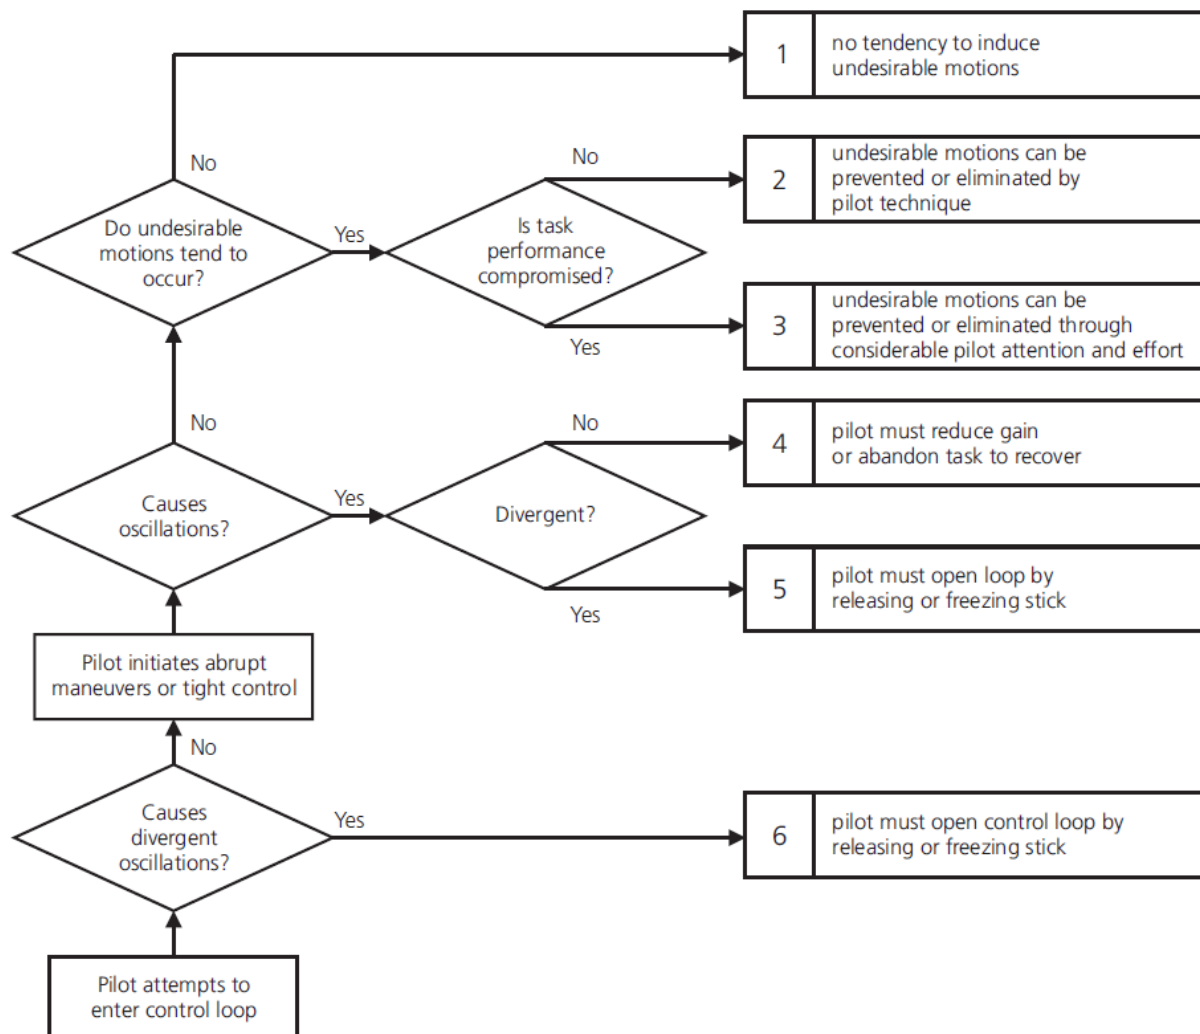 1
no tendency to induce
undesirable motions
No
No
2
undesirable motions can be
prevented or eliminated by
pilot technique
Do undesirable
motions tend to
occur?
Yes
Is task
performance
compromised?
3
undesirable motions can be
prevented or eliminated through
considerable pilot attention and effort
Yes
No
No
4
pilot must reduce gain
or abandon task to recover
Causes
oscillations?
Yes
Divergent?
5
pilot must open loop by
releasing or freezing stick
Yes
Pilot initiates abrupt
maneuvers or tight control
No
Causes
divergent
oscillations?
Yes
6
pilot must open control loop by
releasing or freezing stick
Pilot attempts to
enter control loop